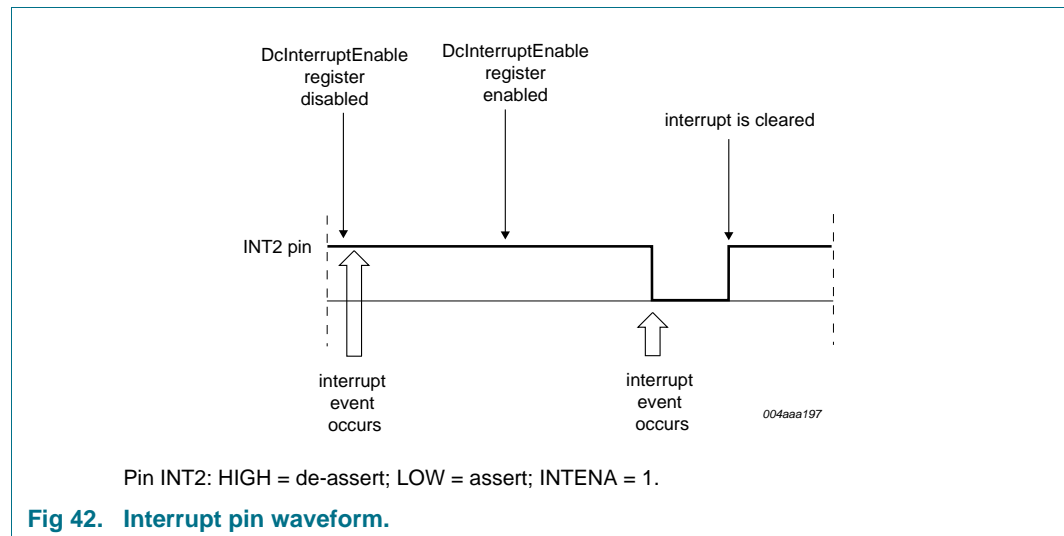 DcInterruptEnable
register
disabled
DcInterruptEnable
register
enabled
interrupt is cleared
INT2 pin
interrupt
event
occurs
interrupt
event
occurs
004aaa197
Pin INT2: HIGH = de-assert; LOW = assert; INTENA = 1.
Fig 42. Interrupt pin waveform.